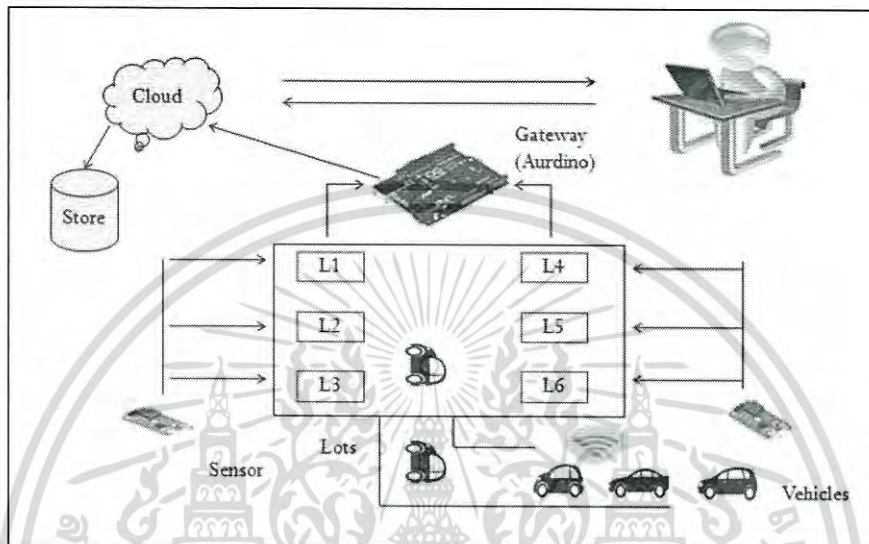 Cloud
Gateway
(Aurdino)
Store
L1
L4
L2
L5
L3
L6
Lots
Sensor
Vehicles